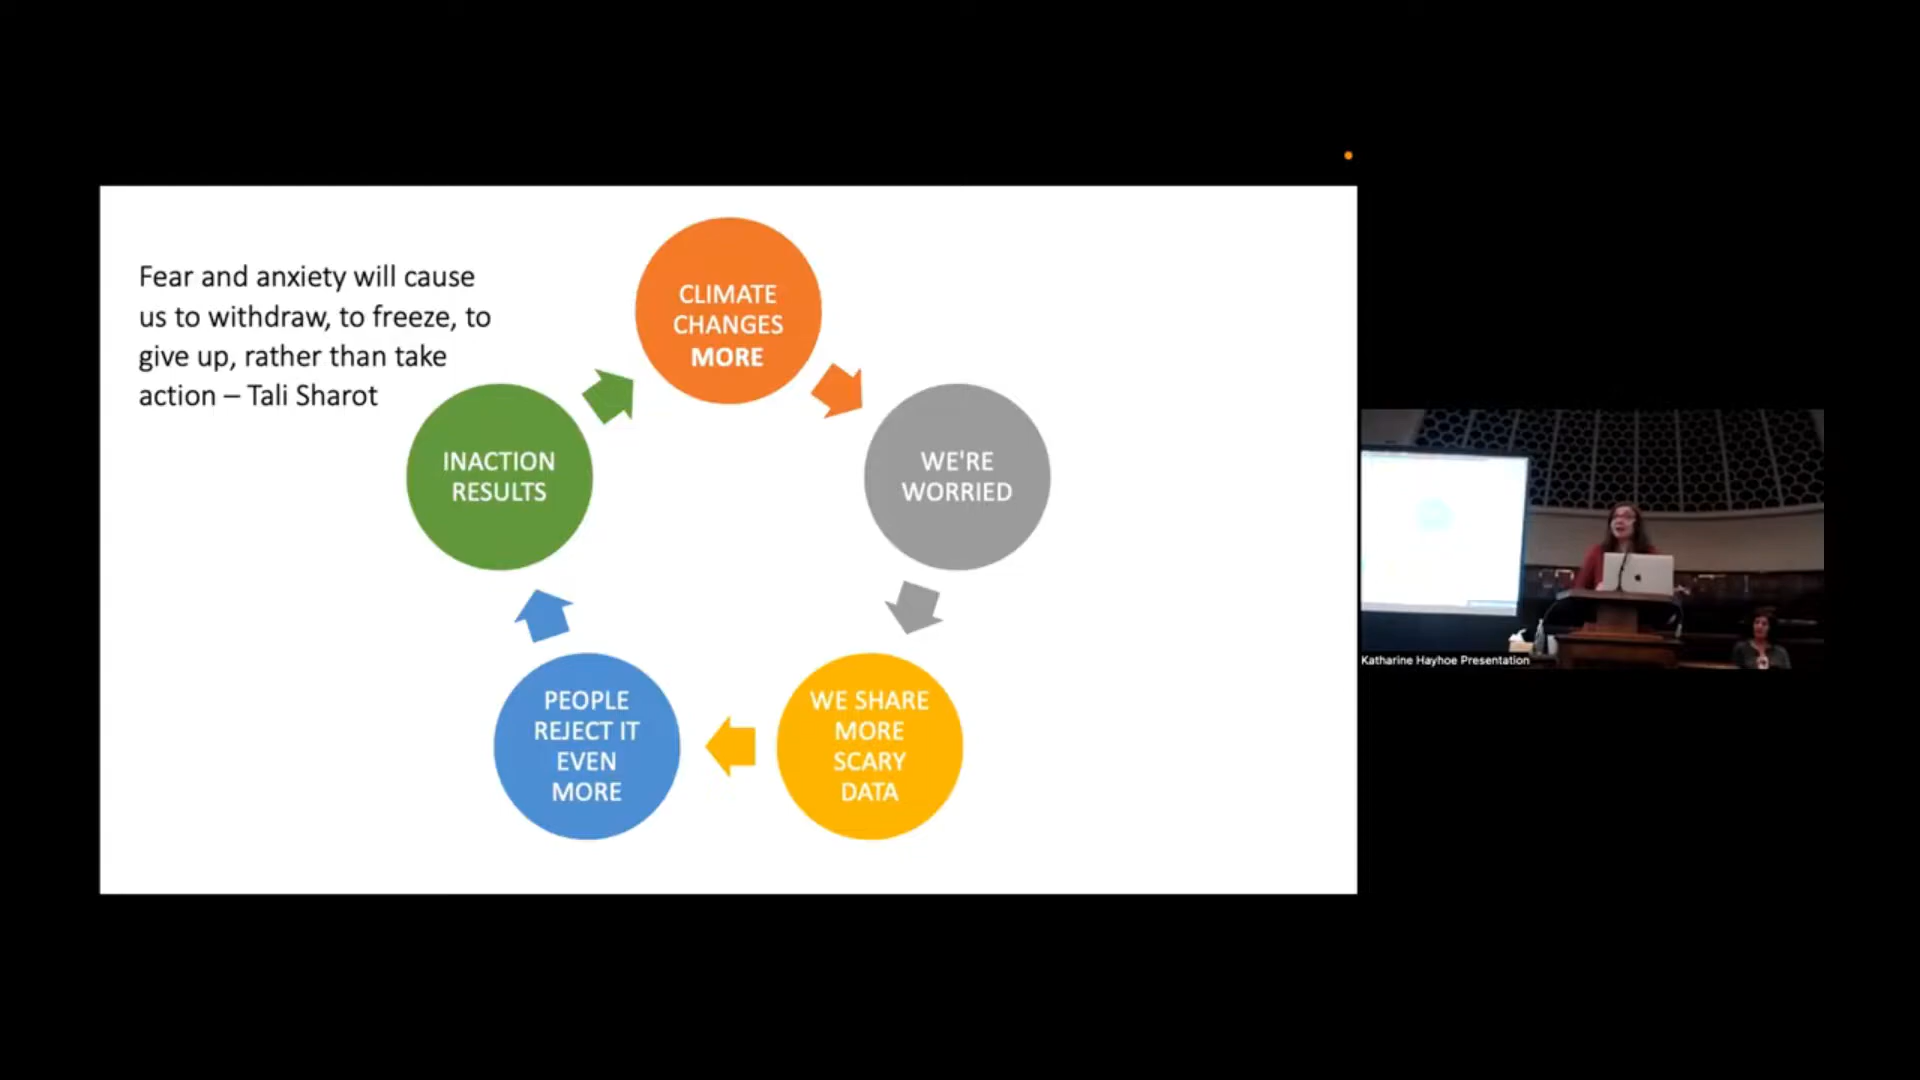 Fear and anxiety will cause
us to withdraw, to freeze, to
give up, rather than take
action – Tali Sharot
CLIMATE
CHANGES
MORE
WE'RE
WORRIED
WE SHARE
MORE
SCARY
DATA
PEOPLE
REJECT IT
EVEN
MORE
INACTION
RESULTS
Katharine Hayhoe Presentation